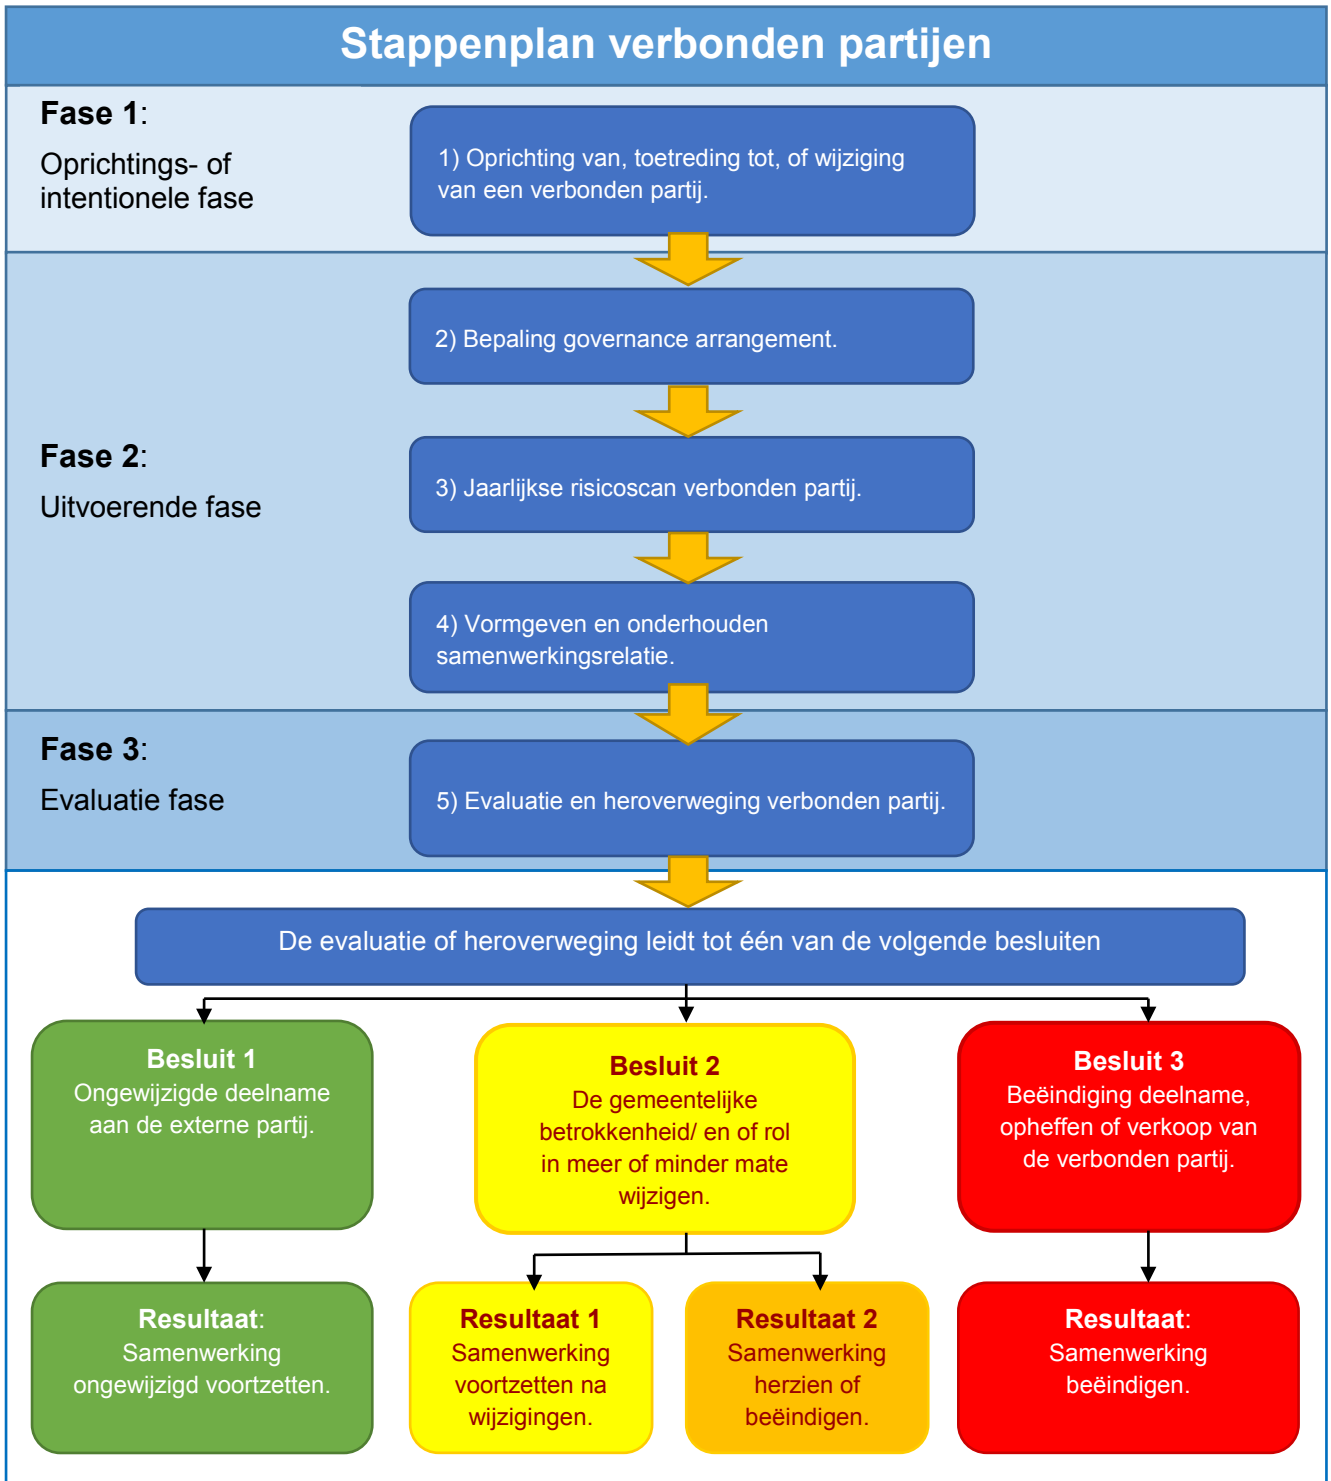 Stappenplan verbonden partijen
Fase 1:
Oprichtings- of
intentionele fase
1) Oprichting van, toetreding tot, of wijziging
van een verbonden partij.
2) Bepaling governance arrangement.
Fase 2:
Uitvoerende fase
3) Jaarlijkse risicoscan verbonden partij.
4) Vormgeven en onderhouden
samenwerkingsrelatie.
Fase 3:
Evaluatie fase
5) Evaluatie en heroverweging verbonden partij.
De evaluatie of heroverweging leidt tot één van de volgende besluiten
Besluit 1
Ongewijzigde deelname
aan de externe partij.
Besluit 2
De gemeentelijke
betrokkenheid/ en of rol
in meer of minder mate
wijzigen.
Besluit 3
Beëindiging deelname,
opheffen of verkoop van
de verbonden partij.
Resultaat:
Samenwerking
ongewijzigd voortzetten.
Resultaat 1
Samenwerking
voortzetten na
wijzigingen.
Resultaat 2
Samenwerking
herzien of
beëindigen.
Resultaat:
Samenwerking
beëindigen.